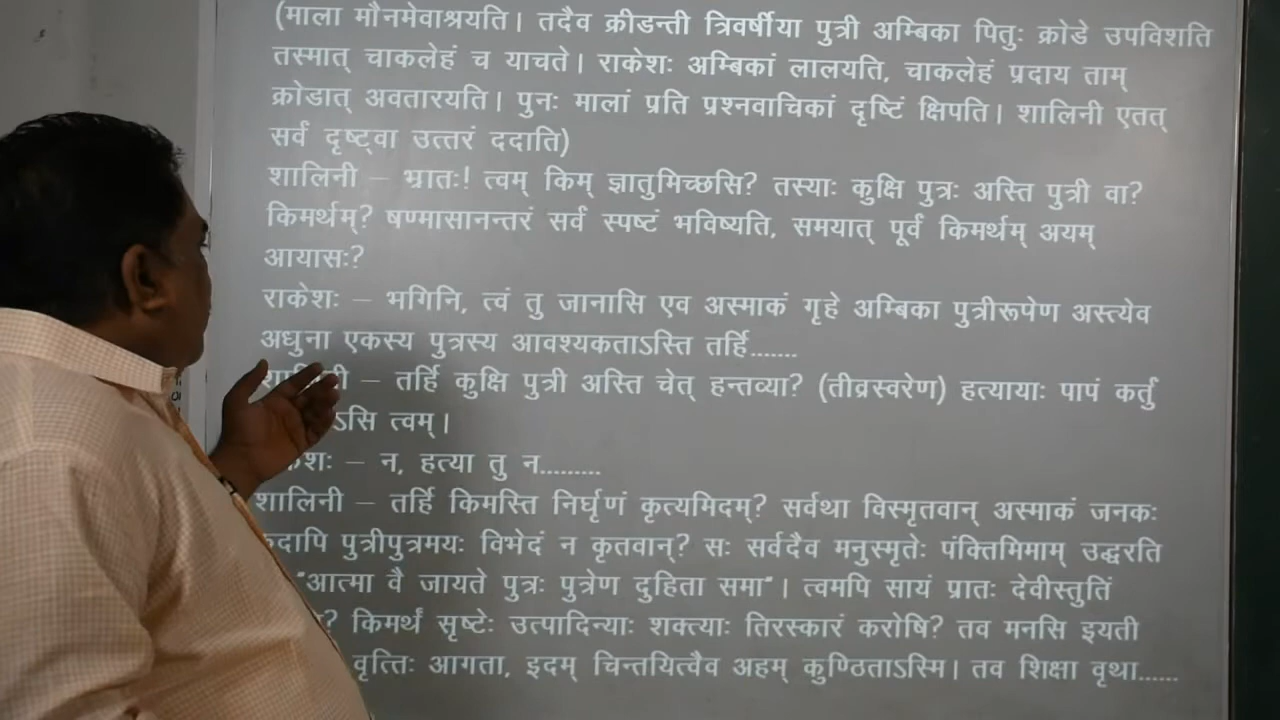 (माला मौनमेवाश्रयति। तदैव क्रीडन्ती त्रिवर्षीया पुत्री अम्बिका पितुः क्रोडे उपविशति
तस्मात् चाकलेहं च याचते। राकेशः अम्बिकां लालयति, चाकलेहं प्रदाय ताम्
क्रोडात् अवतारयति। पुनः मालां प्रति प्रश्नवाचिकां दृष्टिं क्षिपति। शालिनी एतत्
सर्वं दृष्ट्वा उत्तरं ददाति)
शालिनी – भ्रातः! त्वम् किम् ज्ञातुमिच्छसि? तस्याः कुक्षि पुत्रः अस्ति पुत्री वा?
किमर्थम्? षण्मासानन्तरं सर्वं स्पष्टं भविष्यति, समयात् पूर्वं किमर्थम् अयम्
आयासः?
राकेशः – भगिनि, त्वं तु जानासि एव अस्माकं गृहे अम्बिका पुत्रीरूपेण अस्त्येव
अधुना एकस्य पुत्रस्य आवश्यकताऽस्ति तर्हि.......
– तर्हि कुक्षि पुत्री अस्ति चेत् हन्तव्या? (तीव्रस्वरेण) हत्यायाः पापं कर्तुं
ऽसि त्वम्।
शः – न, हत्या तु न.........
शालिनी – तर्हि किमस्ति निर्घृणं कृत्यमिदम्? सर्वथा विस्मृतवान् अस्माकं जनकः
कदापि पुत्रीपुत्रमयः विभेदं न कृतवान्? सः सर्वदैव मनुस्मृतेः पंक्तिमिमाम् उद्धरति
"आत्मा वै जायते पुत्रः पुत्रेण दुहिता समा"। त्वमपि सायं प्रातः देवीस्तुतिं
? किमर्थं सृष्टेः उत्पादिन्याः शक्त्याः तिरस्कारं करोषि? तव मनसि इयती
वृत्तिः आगता, इदम् चिन्तयित्वैव अहम् कुण्ठिताऽस्मि। तव शिक्षा वृथा......